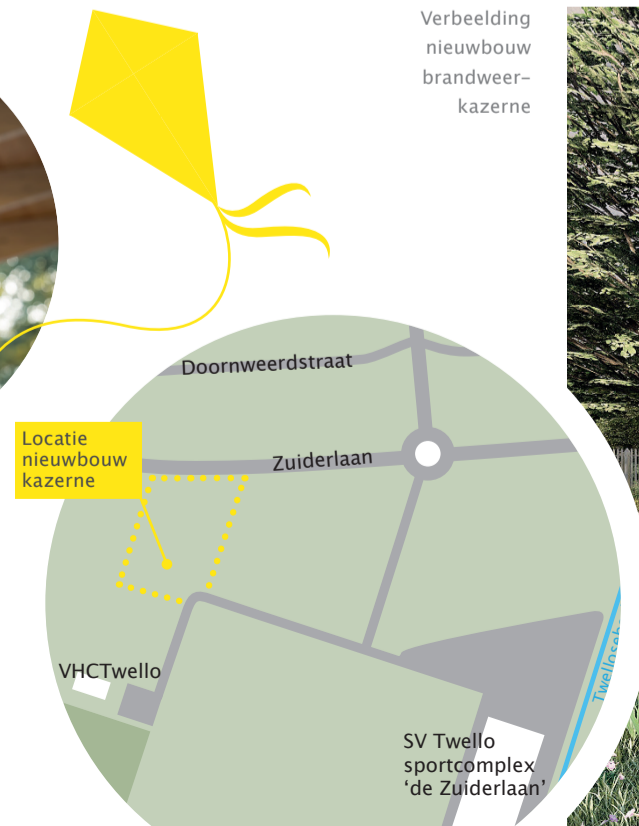 Verbeelding
nieuwbouw
brandweer-
kazerne
Doornweerdstraat
Locatie
nieuwbouw
kazerne
Zuiderlaan
VHCTwello
SV Twello
sportcomplex
‘de Zuiderlaan’